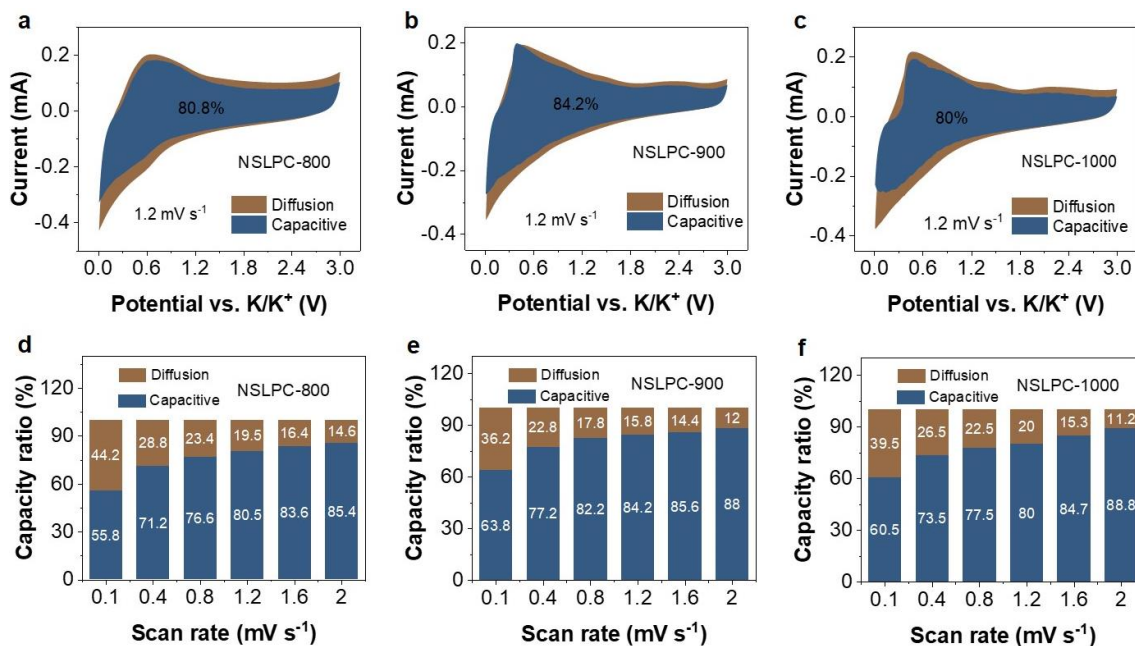 a
Current (mA)
0.2
0.0
-0.2
-0.4
80.8%
NSLPC-800
1.2 mV s⁻¹
Diffusion
Capacitive
0.0 0.6 1.2 1.8 2.4 3.0
Potential vs. K/K⁺ (V)
b
Current (mA)
0.2
0.0
-0.2
-0.4
84.2%
NSLPC-900
1.2 mV s⁻¹
Diffusion
Capacitive
0.0 0.6 1.2 1.8 2.4 3.0
Potential vs. K/K⁺ (V)
c
Current (mA)
0.2
0.0
-0.2
-0.4
80%
NSLPC-1000
1.2 mV s⁻¹
Diffusion
Capacitive
0.0 0.6 1.2 1.8 2.4 3.0
Potential vs. K/K⁺ (V)
d
Capacity ratio (%)
120
90
60
30
0
Diffusion
Capacitive
NSLPC-800
44.2 28.8 23.4 19.5 16.4 14.6
55.8 71.2 76.6 80.5 83.6 85.4
0.1 0.4 0.8 1.2 1.6 2
Scan rate (mV s⁻¹)
e
Capacity ratio (%)
120
90
60
30
0
Diffusion
Capacitive
NSLPC-900
36.2 22.8 17.8 15.8 14.4 12
63.8 77.2 82.2 84.2 85.6 88
0.1 0.4 0.8 1.2 1.6 2
Scan rate (mV s⁻¹)
f
Capacity ratio (%)
120
90
60
30
0
Diffusion
Capacitive
NSLPC-1000
39.5 26.5 22.5 20 15.3 11.2
60.5 73.5 77.5 80 84.7 88.8
0.1 0.4 0.8 1.2 1.6 2
Scan rate (mV s⁻¹)